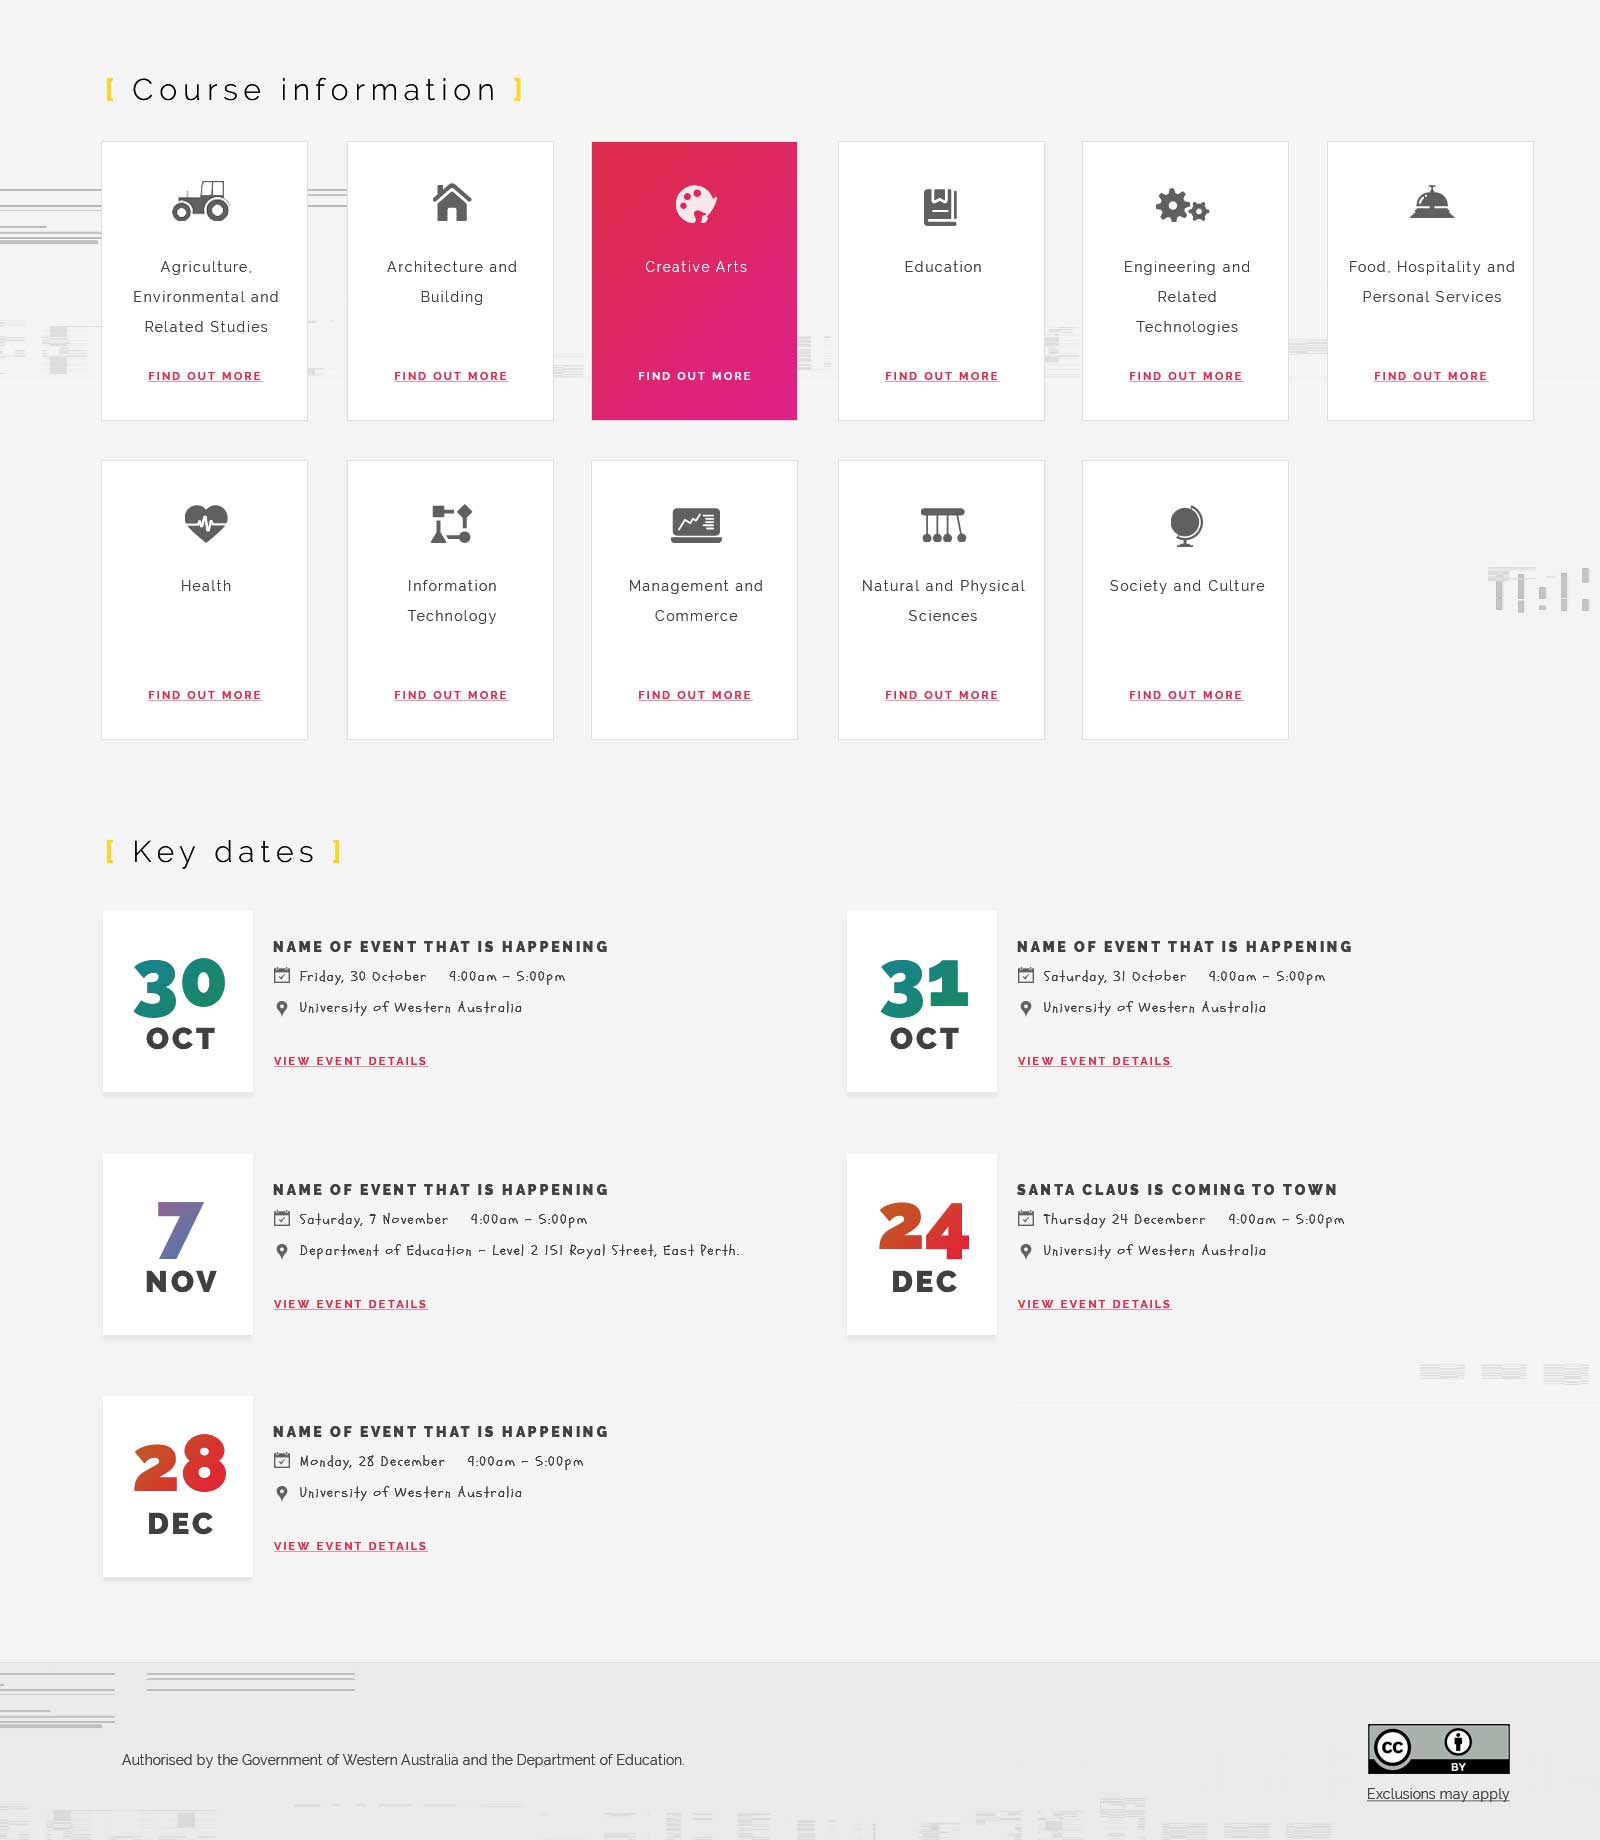 [ Course information ]
Agriculture,
Environmental and
Related Studies
FIND OUT MORE
Architecture and
Building
FIND OUT MORE
Creative Arts
FIND OUT MORE
Education
FIND OUT MORE
Engineering and
Related
Technologies
FIND OUT MORE
Food, Hospitality and
Personal Services
FIND OUT MORE
Health
FIND OUT MORE
Information
Technology
FIND OUT MORE
Management and
Commerce
FIND OUT MORE
Natural and Physical
Sciences
FIND OUT MORE
Society and Culture
FIND OUT MORE
[ Key dates ]
30
OCT
NAME OF EVENT THAT IS HAPPENING
Friday, 30 October 9:00am - 5:00pm
University of Western Australia
VIEW EVENT DETAILS
31
OCT
NAME OF EVENT THAT IS HAPPENING
Saturday, 31 October 9:00am - 5:00pm
University of Western Australia
VIEW EVENT DETAILS
7
NOV
NAME OF EVENT THAT IS HAPPENING
Saturday, 7 November 9:00am - 5:00pm
Department of Education - Level 2 151 Royal Street, East Perth.
VIEW EVENT DETAILS
24
DEC
SANTA CLAUS IS COMING TO TOWN
Thursday 24 Decemberr 9:00am - 5:00pm
University of Western Australia
VIEW EVENT DETAILS
28
DEC
NAME OF EVENT THAT IS HAPPENING
Monday, 28 December 9:00am - 5:00pm
University of Western Australia
VIEW EVENT DETAILS
Authorised by the Government of Western Australia and the Department of Education.
CC
BY
Exclusions may apply